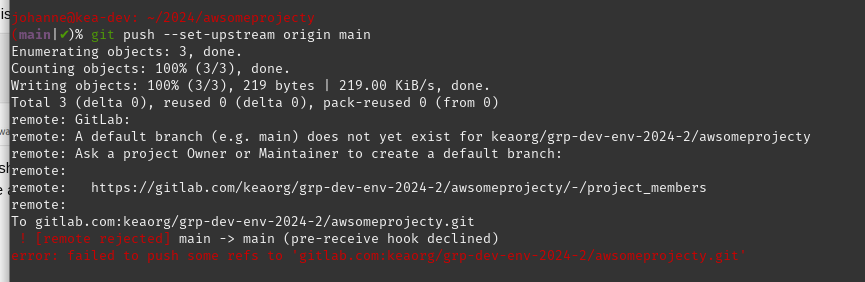 is
johanne@kea-dev: ~/2024/awsomeprojecty
main|✔)% git push --set-upstream origin main
Enumerating objects: 3, done.
Counting objects: 100% (3/3), done.
Writing objects: 100% (3/3), 219 bytes | 219.00 KiB/s, done.
Total 3 (delta 0), reused 0 (delta 0), pack-reused 0 (from 0)
remote: GitLab:
remote: A default branch (e.g. main) does not yet exist for keaorg/grp-dev-env-2024-2/awsomeprojecty
remote: Ask a project Owner or Maintainer to create a default branch:
remote:
remote:   https://gitlab.com/keaorg/grp-dev-env-2024-2/awsomeprojecty/-/project_members
remote:
To gitlab.com:keaorg/grp-dev-env-2024-2/awsomeprojecty.git
 ! [remote rejected] main -> main (pre-receive hook declined)
error: failed to push some refs to 'gitlab.com:keaorg/grp-dev-env-2024-2/awsomeprojecty.git'